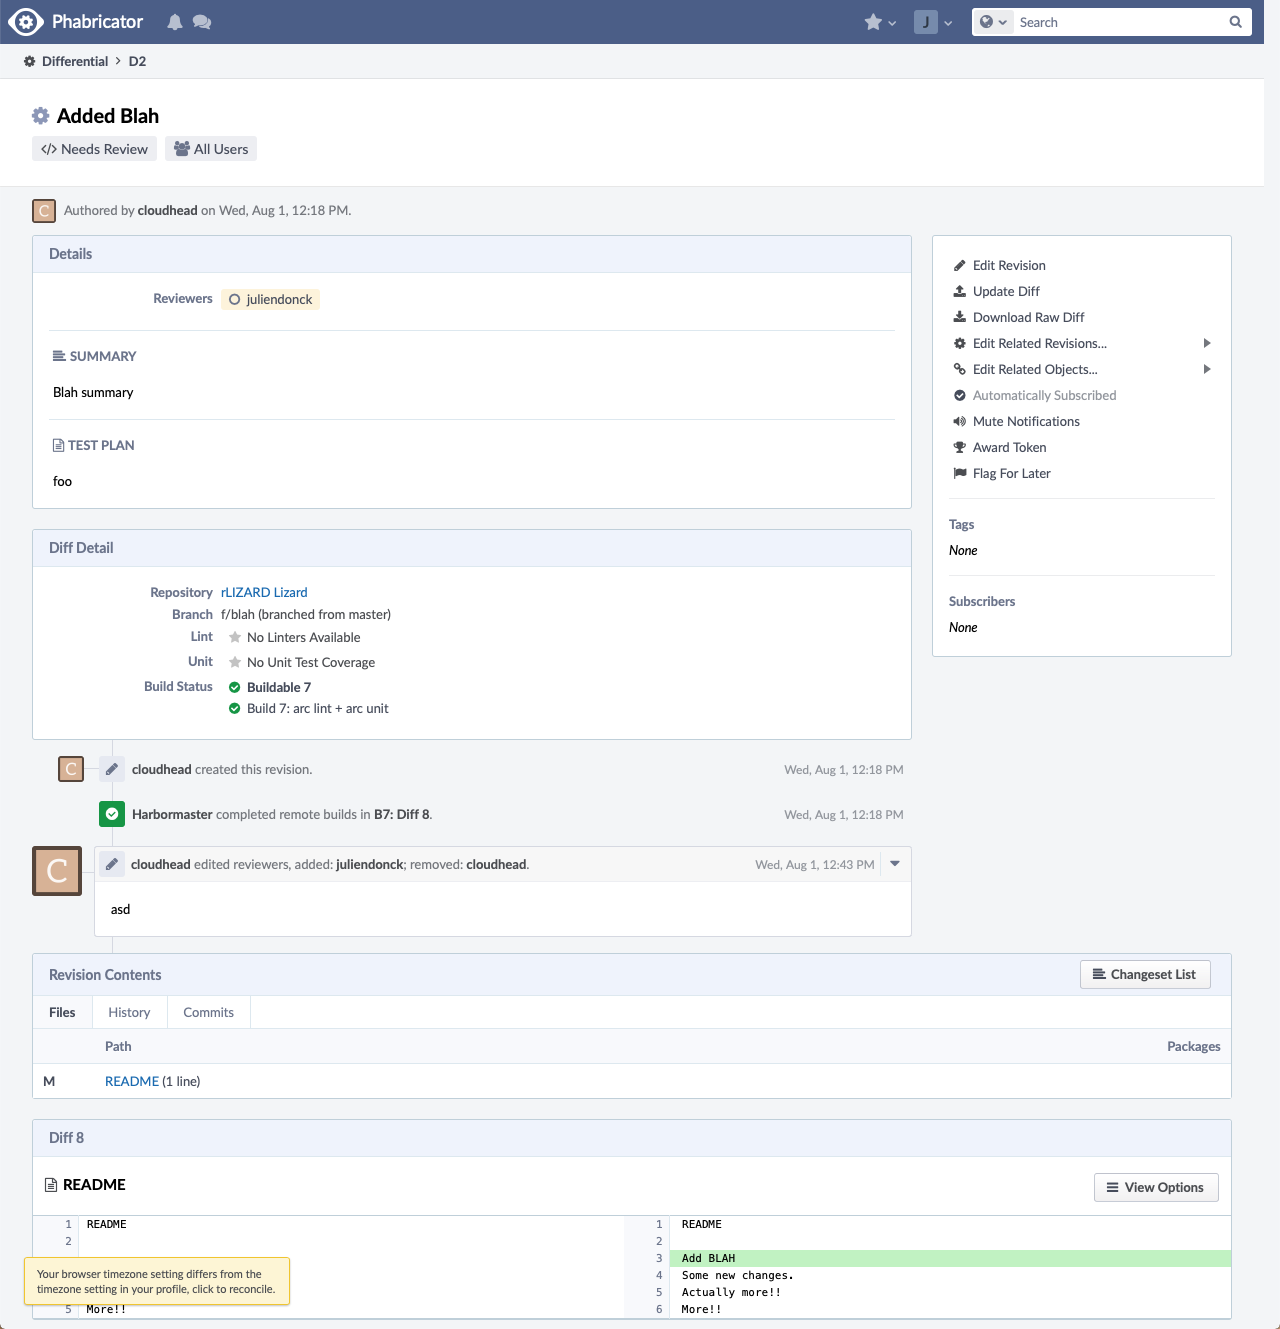 Phabricator
J
Search
Differential > D2
Added Blah
</> Needs Review
All Users
C
Authored by cloudhead on Wed, Aug 1, 12:18 PM.
Details
Reviewers juliendonck
SUMMARY
Blah summary
TEST PLAN
foo
Edit Revision
Update Diff
Download Raw Diff
Edit Related Revisions...
Edit Related Objects...
Automatically Subscribed
Mute Notifications
Award Token
Flag For Later
Tags
None
Subscribers
None
Diff Detail
Repository rLIZARD Lizard
Branch f/blah (branched from master)
Lint No Linters Available
Unit No Unit Test Coverage
Build Status Buildable 7
Build 7: arc lint + arc unit
C cloudhead created this revision. Wed, Aug 1, 12:18 PM
Harbormaster completed remote builds in B7: Diff 8. Wed, Aug 1, 12:18 PM
C cloudhead edited reviewers, added: juliendonck; removed: cloudhead. Wed, Aug 1, 12:43 PM
asd
Revision Contents Changeset List
Files History Commits
Path Packages
M README (1 line)
Diff 8
README View Options
1 README 1 README
2 2
3 Add BLAH
4 Some new changes.
5 Actually more!!
5 More!! 6 More!!
Your browser timezone setting differs from the
timezone setting in your profile, click to reconcile.